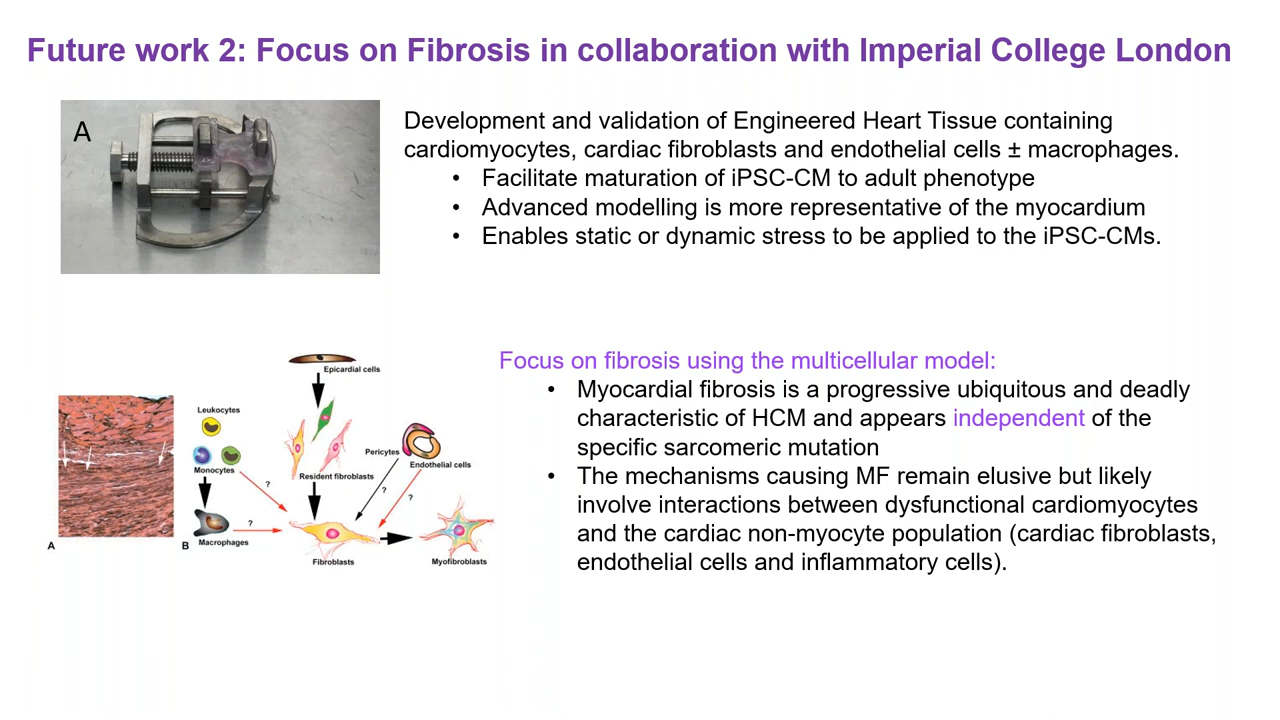 Future work 2: Focus on Fibrosis in collaboration with Imperial College London
A
Development and validation of Engineered Heart Tissue containing
cardiomyocytes, cardiac fibroblasts and endothelial cells ± macrophages.
• Facilitate maturation of iPSC-CM to adult phenotype
• Advanced modelling is more representative of the myocardium
• Enables static or dynamic stress to be applied to the iPSC-CMs.
Epicardial cells
Leukocytes
Pericytes
Endothelial cells
Monocytes
Resident fibroblasts
?
?
?
?
Macrophages
Fibroblasts
Myofibroblasts
A
B
Focus on fibrosis using the multicellular model:
• Myocardial fibrosis is a progressive ubiquitous and deadly
characteristic of HCM and appears independent of the
specific sarcomeric mutation
• The mechanisms causing MF remain elusive but likely
involve interactions between dysfunctional cardiomyocytes
and the cardiac non-myocyte population (cardiac fibroblasts,
endothelial cells and inflammatory cells).